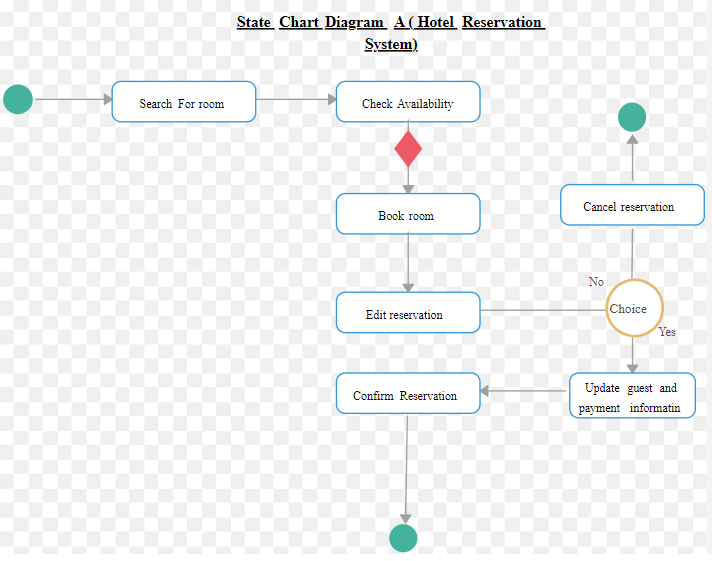 State Chart Diagram A ( Hotel Reservation
System)
Search For room
Check Availability
Book room
Cancel reservation
No
Choice
Edit reservation
Yes
Update guest and
payment informatin
Confirm Reservation